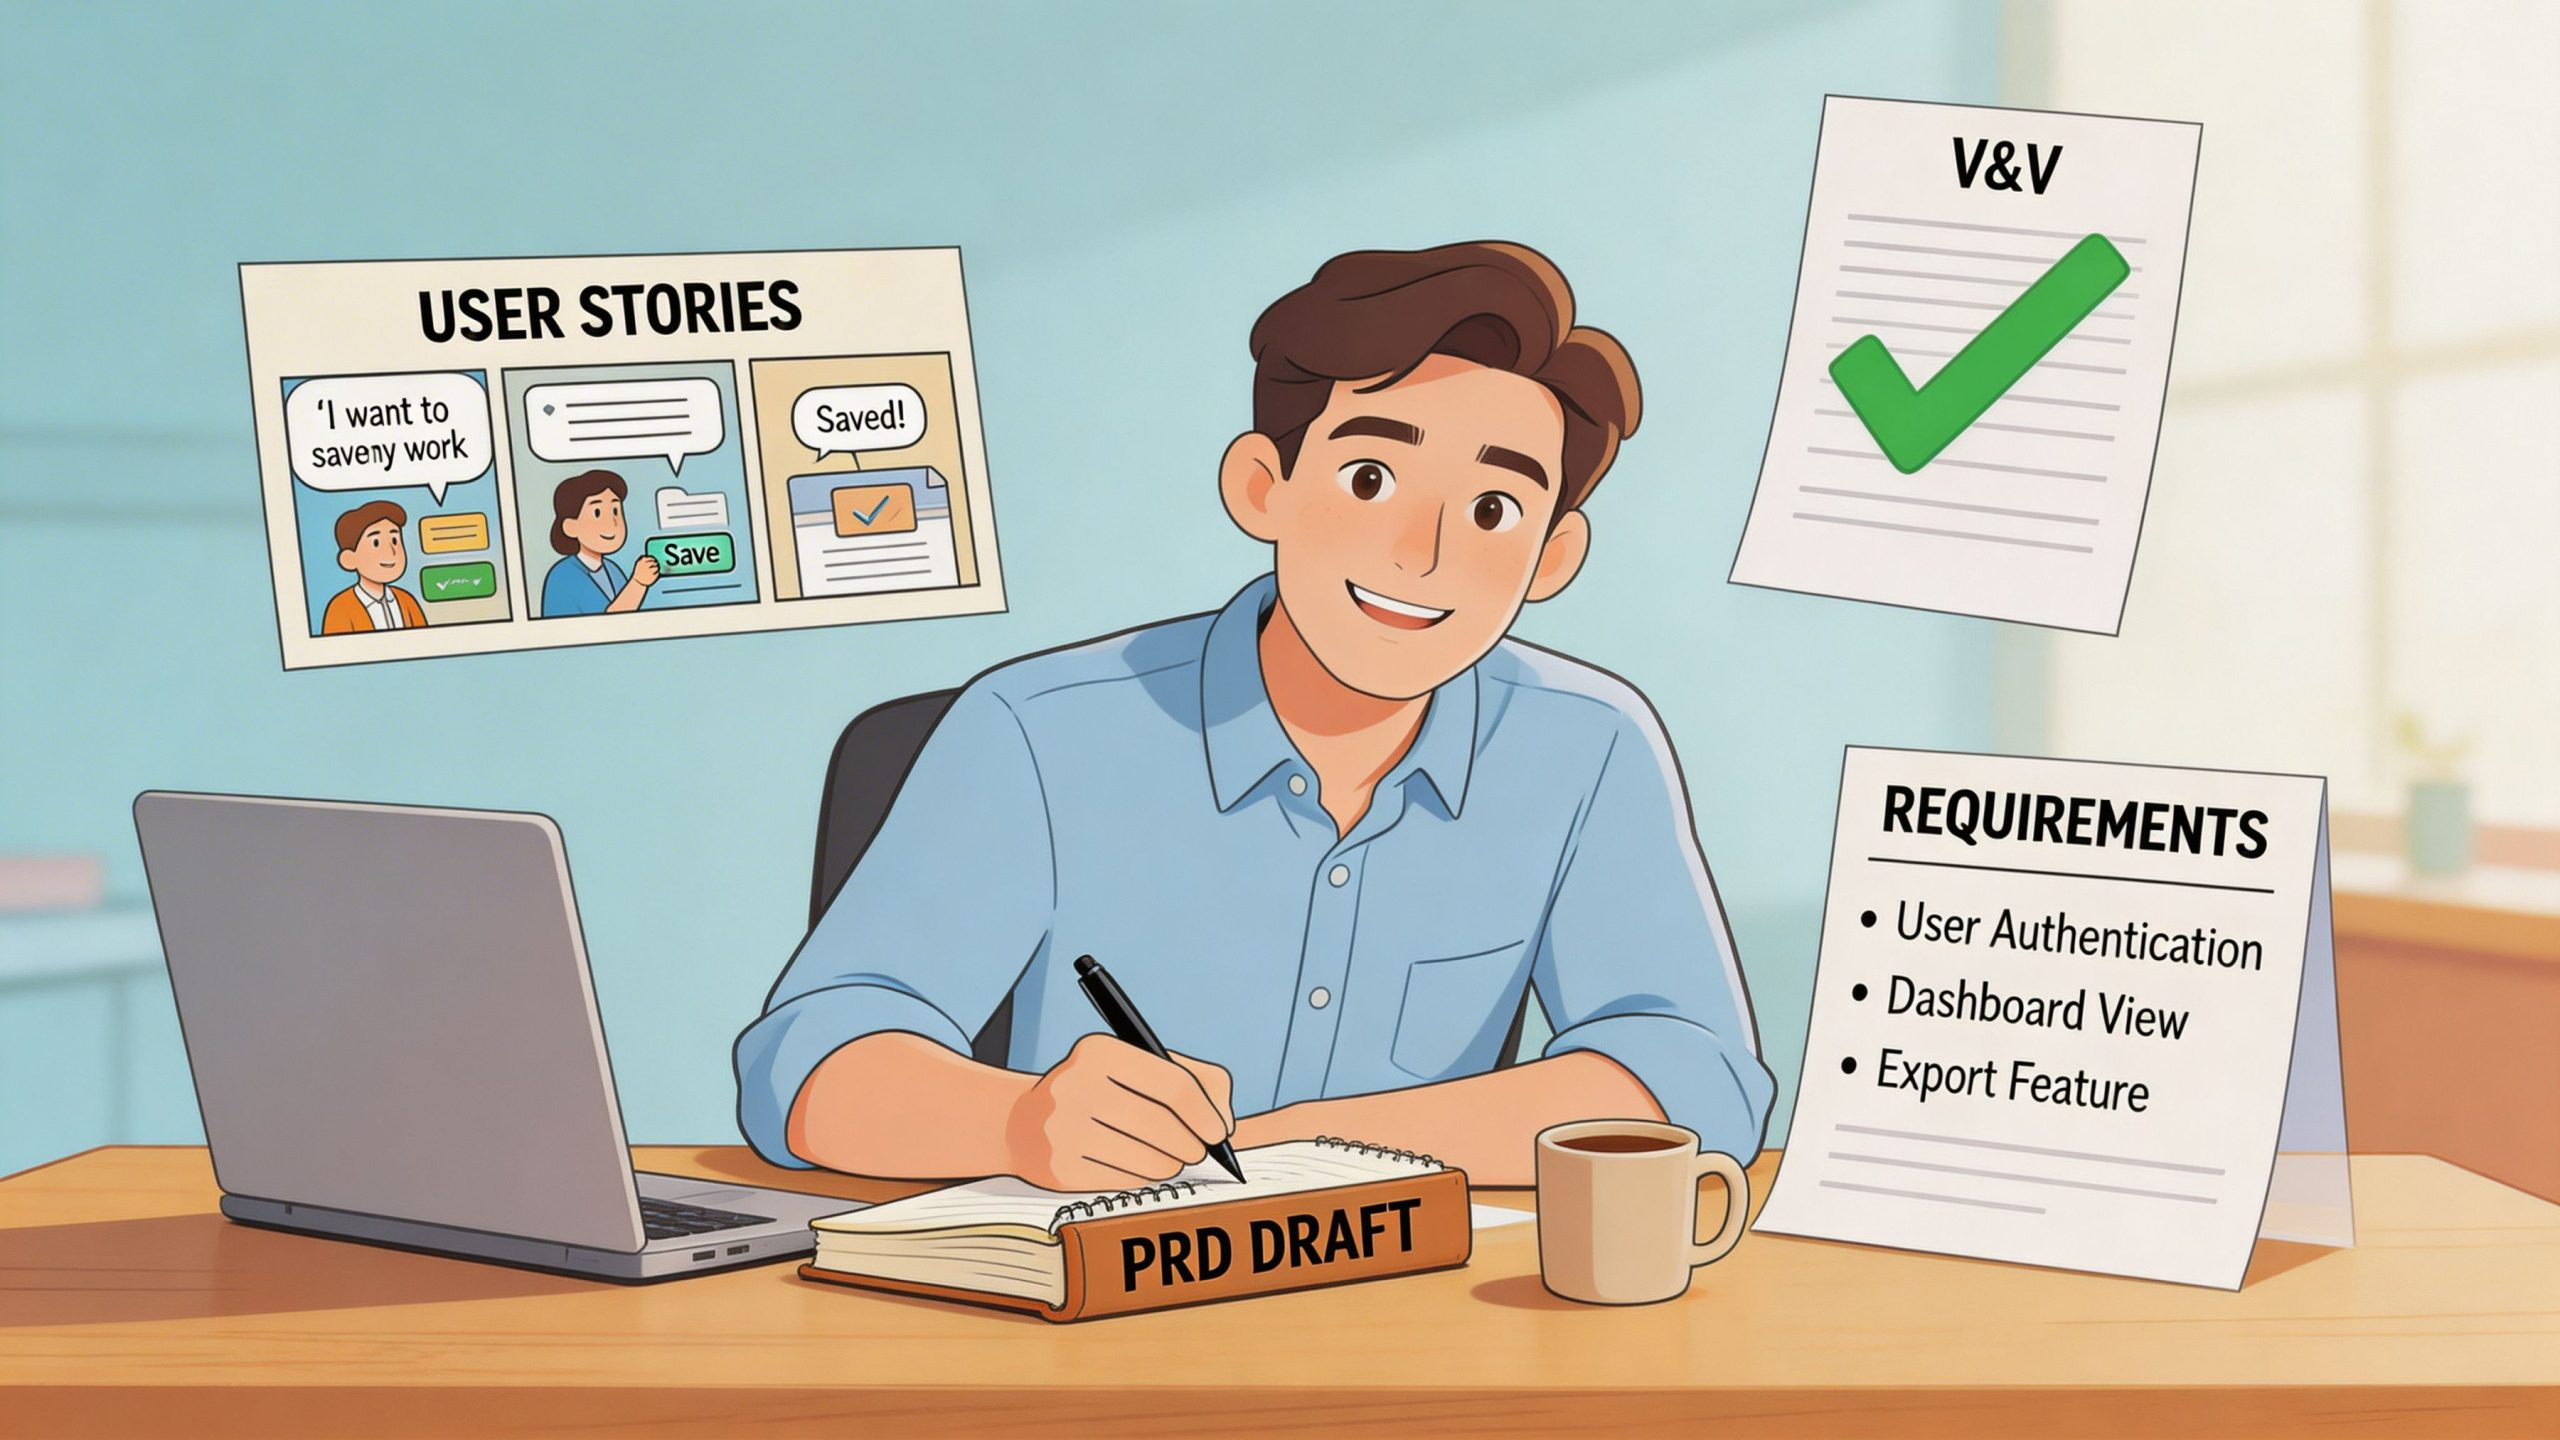 USER STORIES
'I want to
saveny work
Save
Saved!
V&V
REQUIREMENTS
• User Authentication
• Dashboard View
• Export Feature
PRD DRAFT